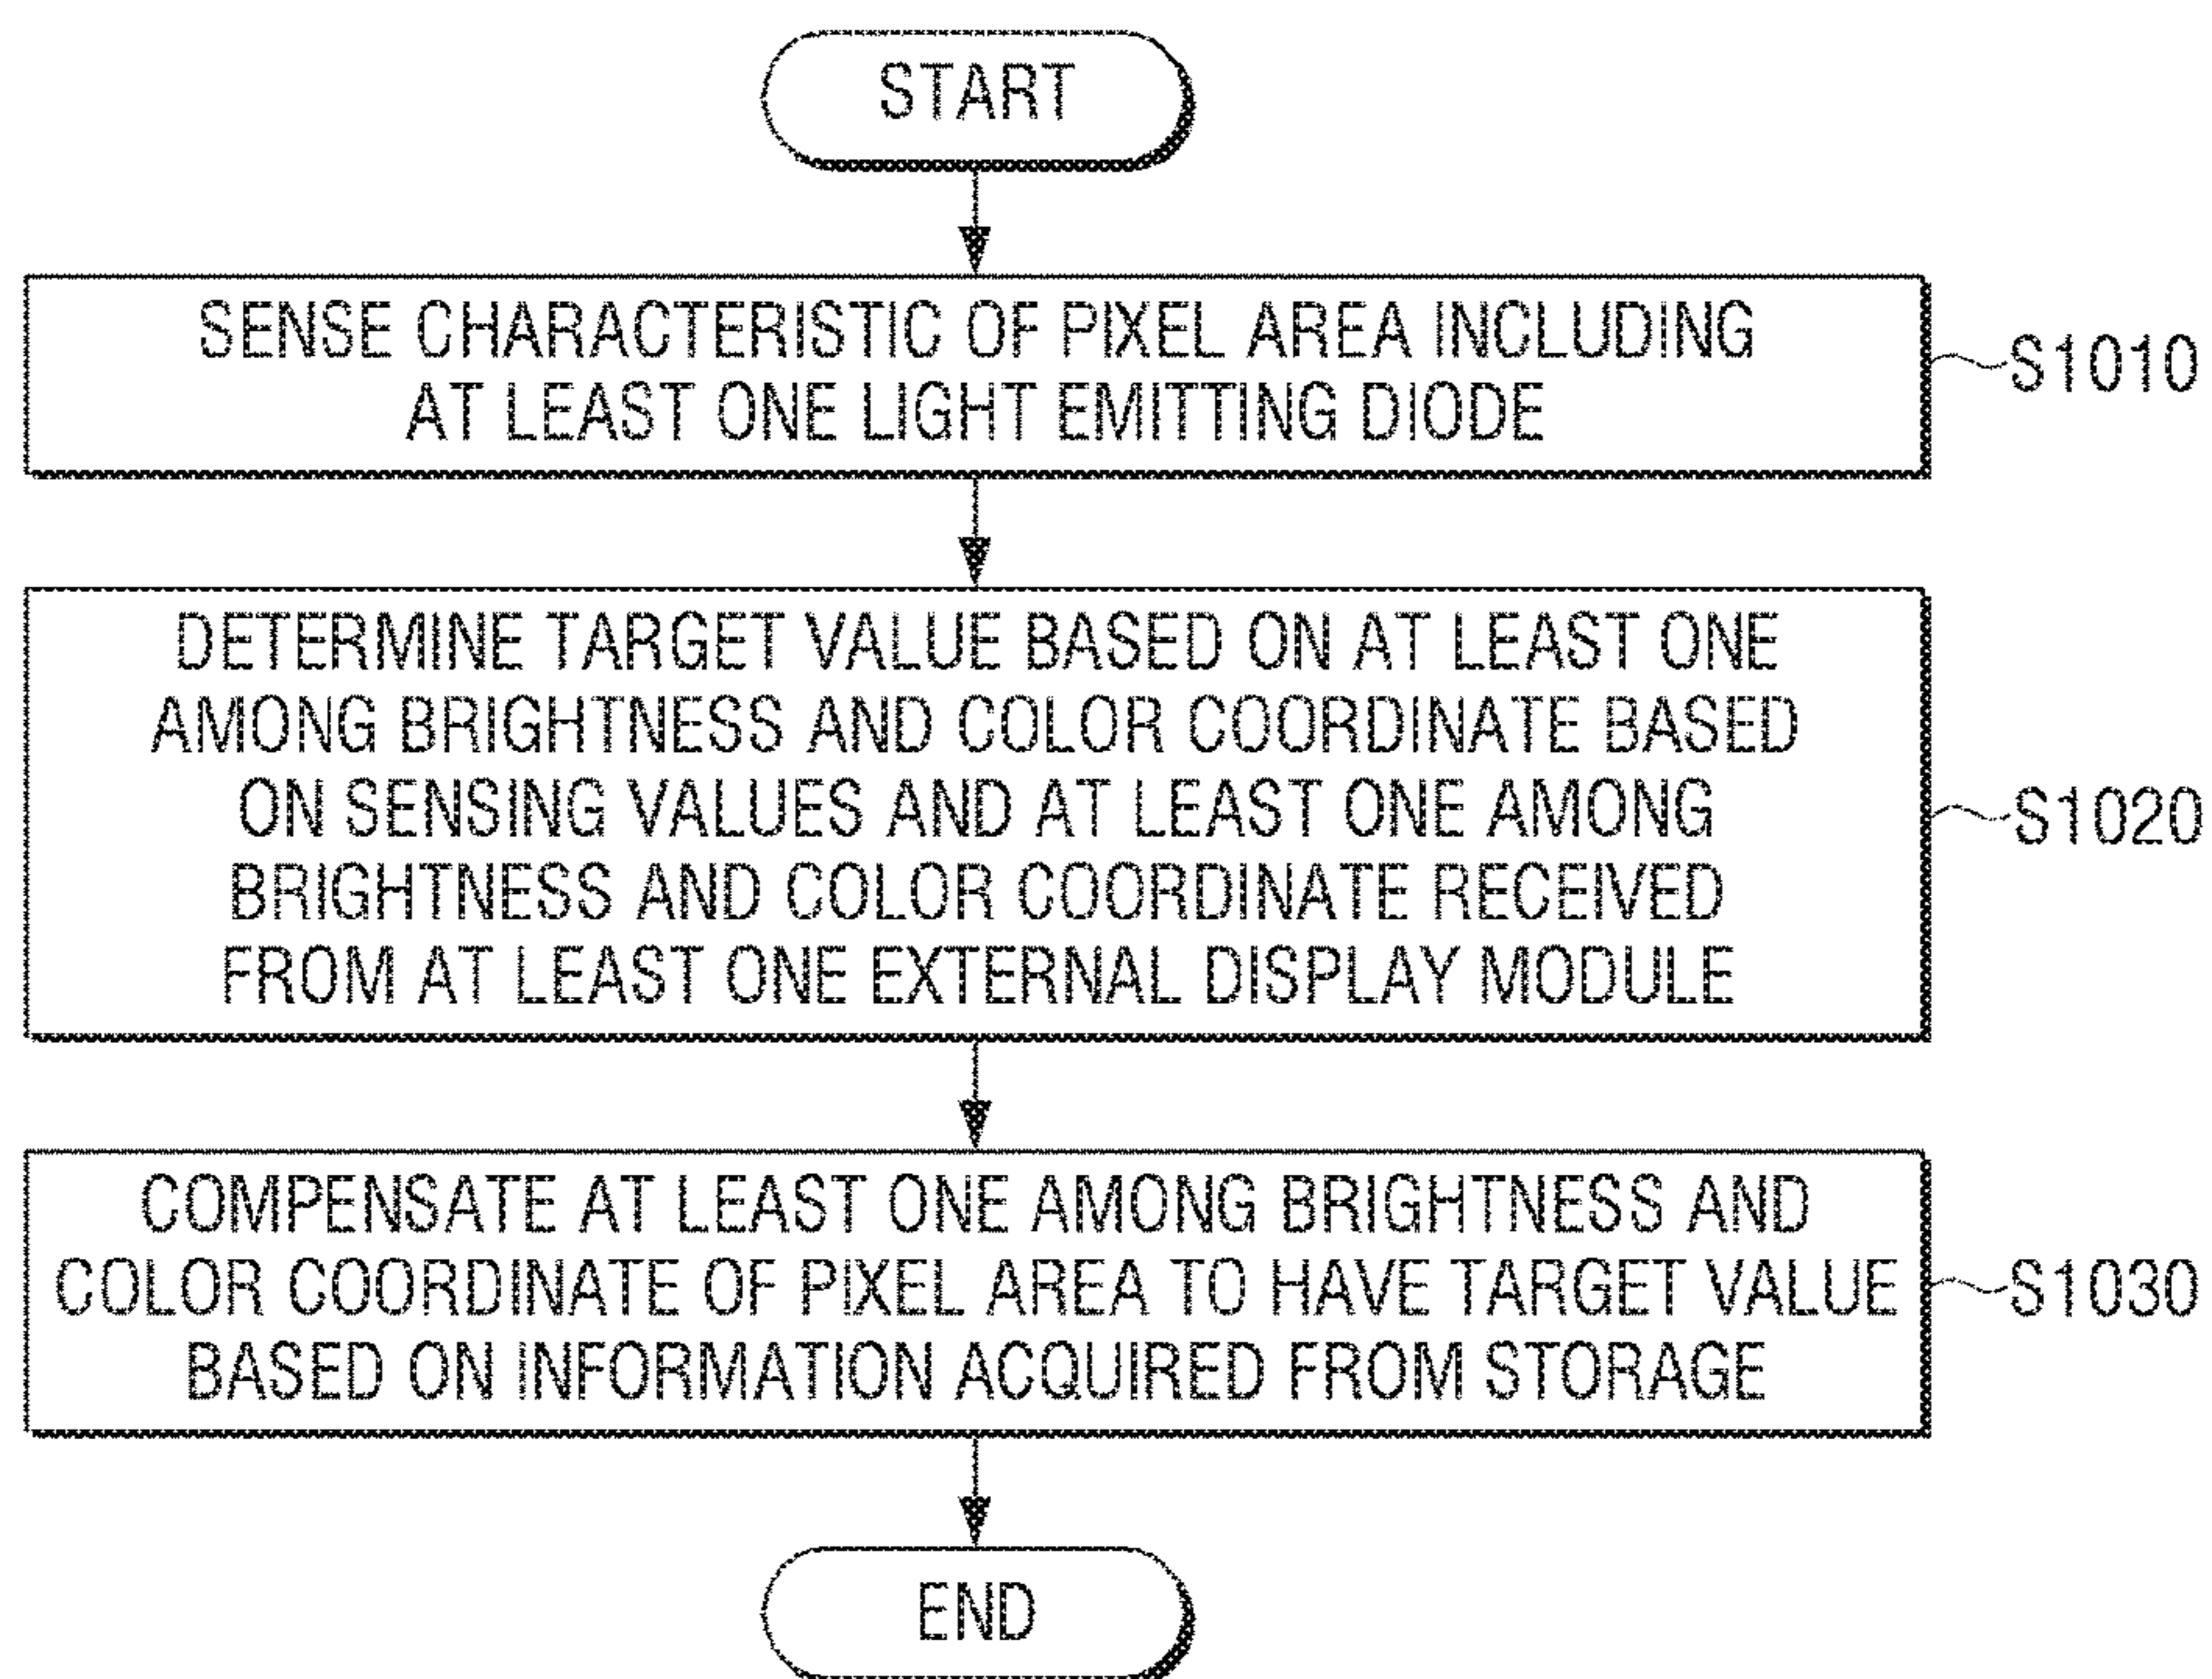 START
SENSE CHARACTERISTIC OF PIXEL AREA INCLUDING
AT LEAST ONE LIGHT EMITTING DIODE
S1010
DETERMINE TARGET VALUE BASED ON AT LEAST ONE
AMONG BRIGHTNESS AND COLOR COORDINATE BASED
ON SENSING VALUES AND AT LEAST ONE AMONG
BRIGHTNESS AND COLOR COORDINATE RECEIVED
FROM AT LEAST ONE EXTERNAL DISPLAY MODULE
S1020
COMPENSATE AT LEAST ONE AMONG BRIGHTNESS AND
COLOR COORDINATE OF PIXEL AREA TO HAVE TARGET VALUE
BASED ON INFORMATION ACQUIRED FROM STORAGE
S1030
END